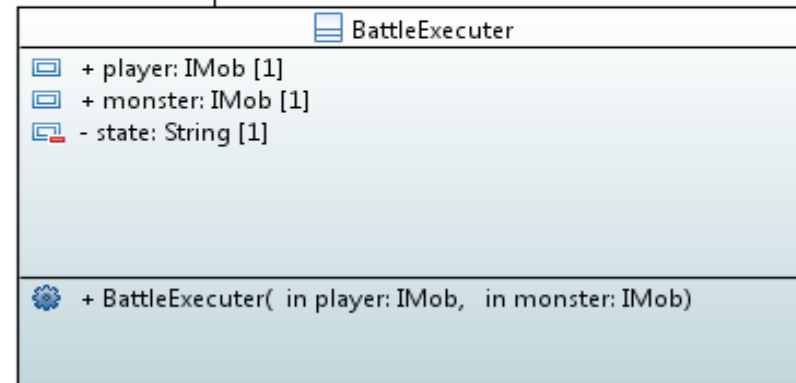 BattleExecuter
+ player: IMob [1]
+ monster: IMob [1]
- state: String [1]
+ BattleExecuter( in player: IMob, in monster: IMob)